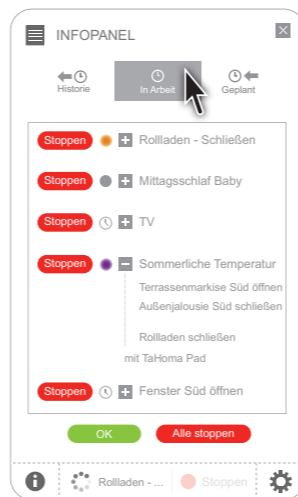 INFOPANEL
Historie
In Arbeit
Geplant
Stoppen Rollladen - Schließen
Stoppen Mittagsschlaf Baby
Stoppen TV
Stoppen Sommerliche Temperatur
Terrassenmarkise Süd öffnen
Außenjalousie Süd schließen
Rollladen schließen
mit TaHoma Pad
Stoppen Fenster Süd öffnen
OK Alle stoppen
Rollladen - ... Stoppen